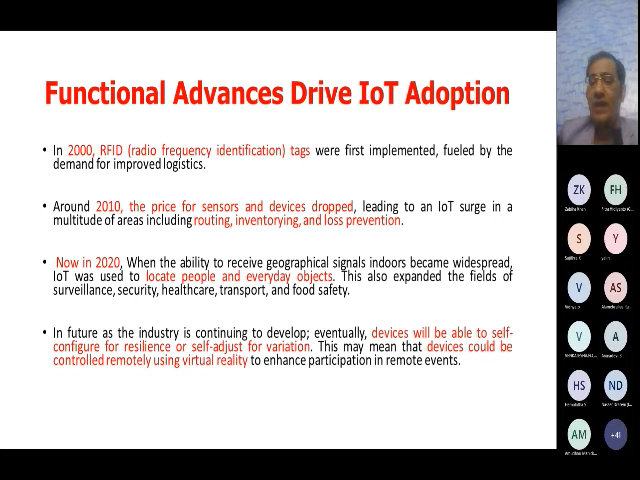 Functional Advances Drive IoT Adoption
• In 2000, RFID (radio frequency identification) tags were first implemented, fueled by the
demand for improved logistics.
• Around 2010, the price for sensors and devices dropped, leading to an IoT surge in a
multitude of areas including routing, inventorying, and loss prevention.
• Now in 2020, When the ability to receive geographical signals indoors became widespread,
IoT was used to locate people and everyday objects. This also expanded the fields of
surveillance, security, healthcare, transport, and food safety.
• In future as the industry is continuing to develop; eventually, devices will be able to self-
configure for resilience or self-adjust for variation. This may mean that devices could be
controlled remotely using virtual reality to enhance participation in remote events.
ZK
FH
Zabiha Khan
S
Y
V
AS
V
A
HS
ND
AM
+41